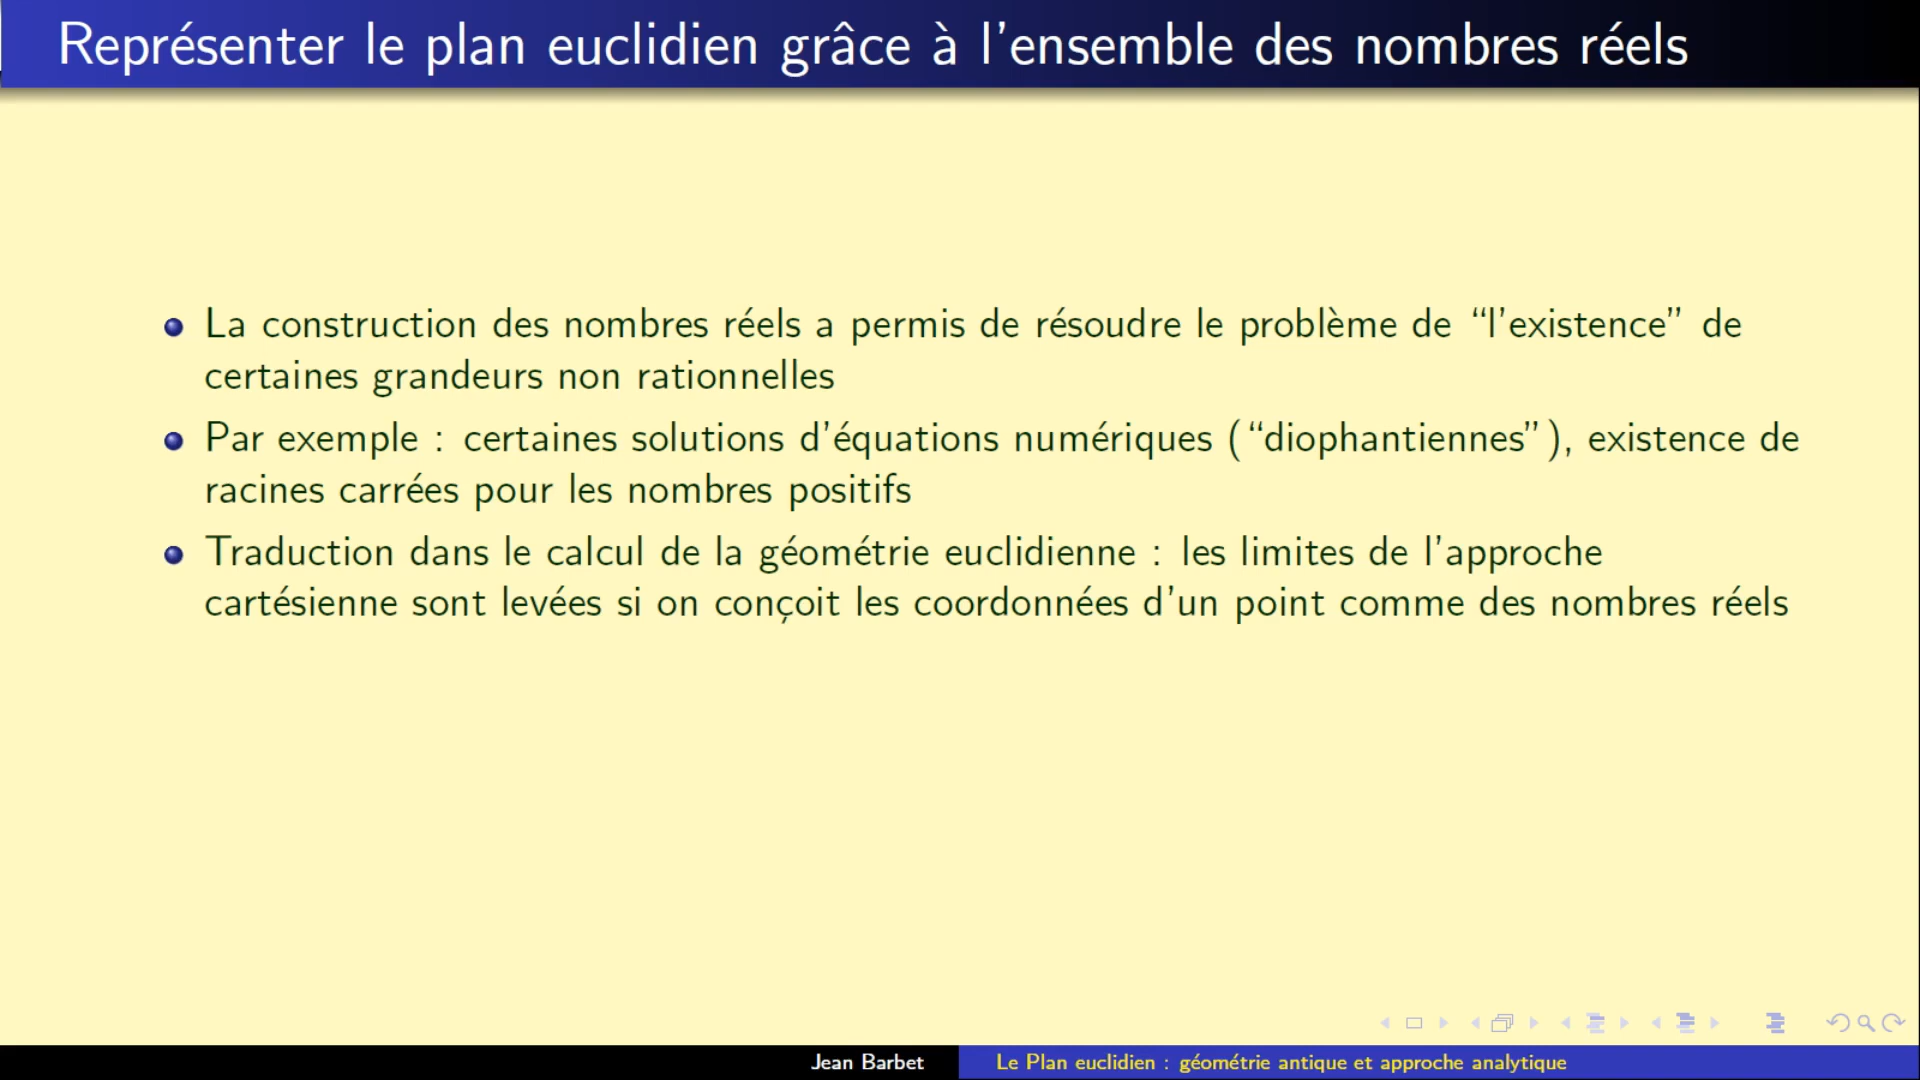 Représenter le plan euclidien grâce à l'ensemble des nombres réels
La construction des nombres réels a permis de résoudre le problème de “l'existence” de
certaines grandeurs non rationnelles
Par exemple : certaines solutions d'équations numériques (“diophantiennes”), existence de
racines carrées pour les nombres positifs
Traduction dans le calcul de la géométrie euclidienne : les limites de l'approche
cartésienne sont levées si on conçoit les coordonnées d'un point comme des nombres réels
Jean Barbet
Le Plan euclidien : géométrie antique et approche analytique